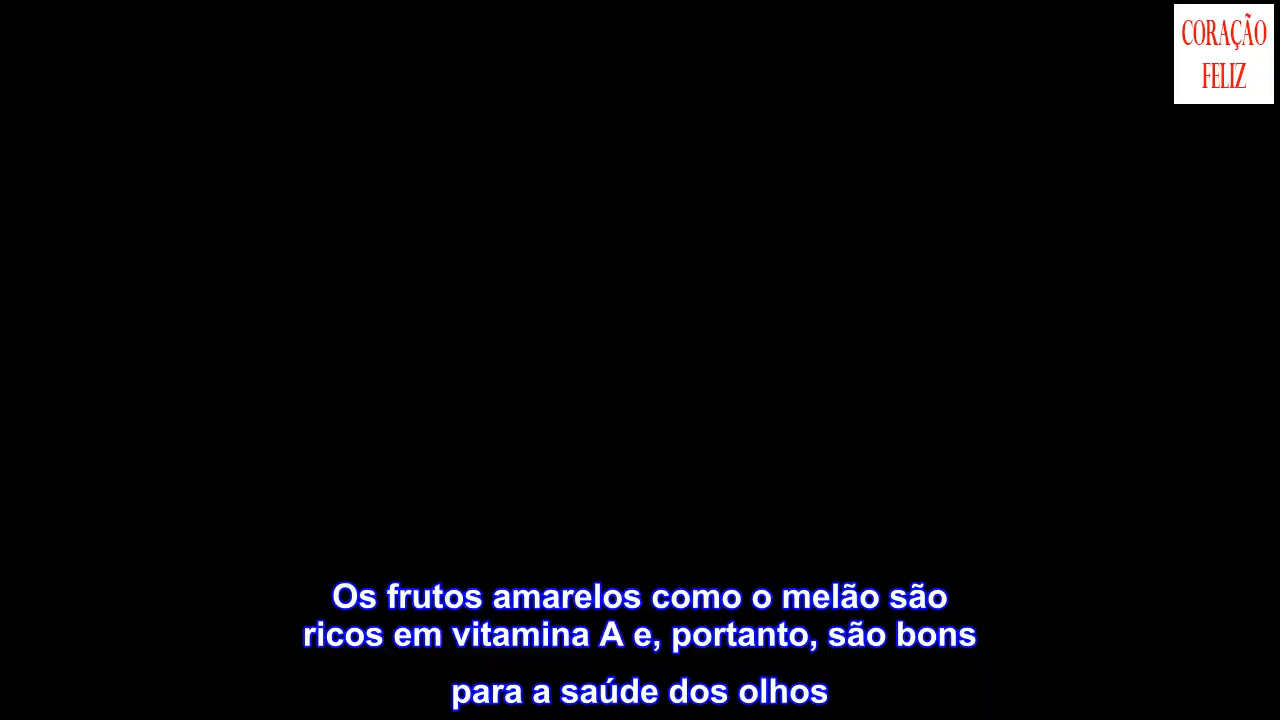 CORAÇÃO
FELIZ
Os frutos amarelos como o melão são
ricos em vitamina A e, portanto, são bons
para a saúde dos olhos